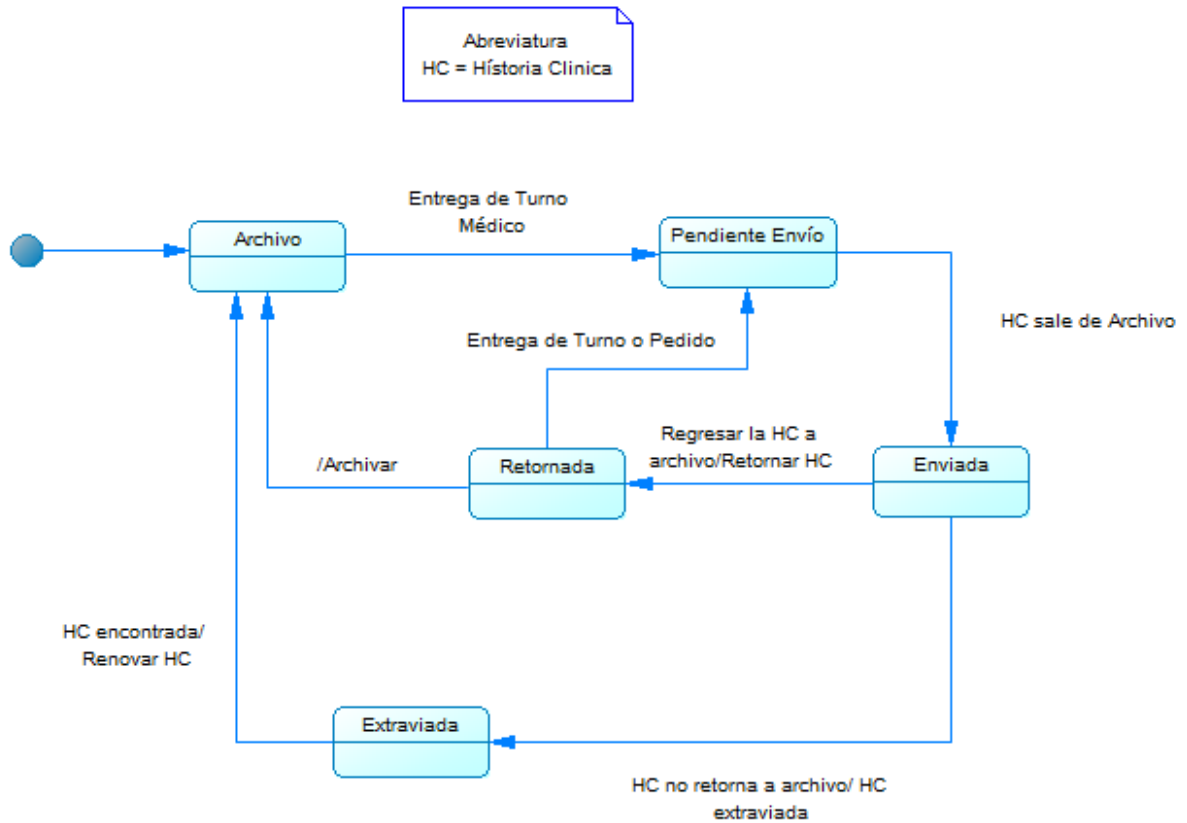 Abreviatura
HC = Hístoria Clinica
Entrega de Turno
Médico
Archivo
Pendiente Envío
HC sale de Archivo
Entrega de Turno o Pedido
Regresar la HC a
archivo/Retornar HC
/Archivar
Retornada
Enviada
HC encontrada/
Renovar HC
Extraviada
HC no retorna a archivo/ HC
extraviada